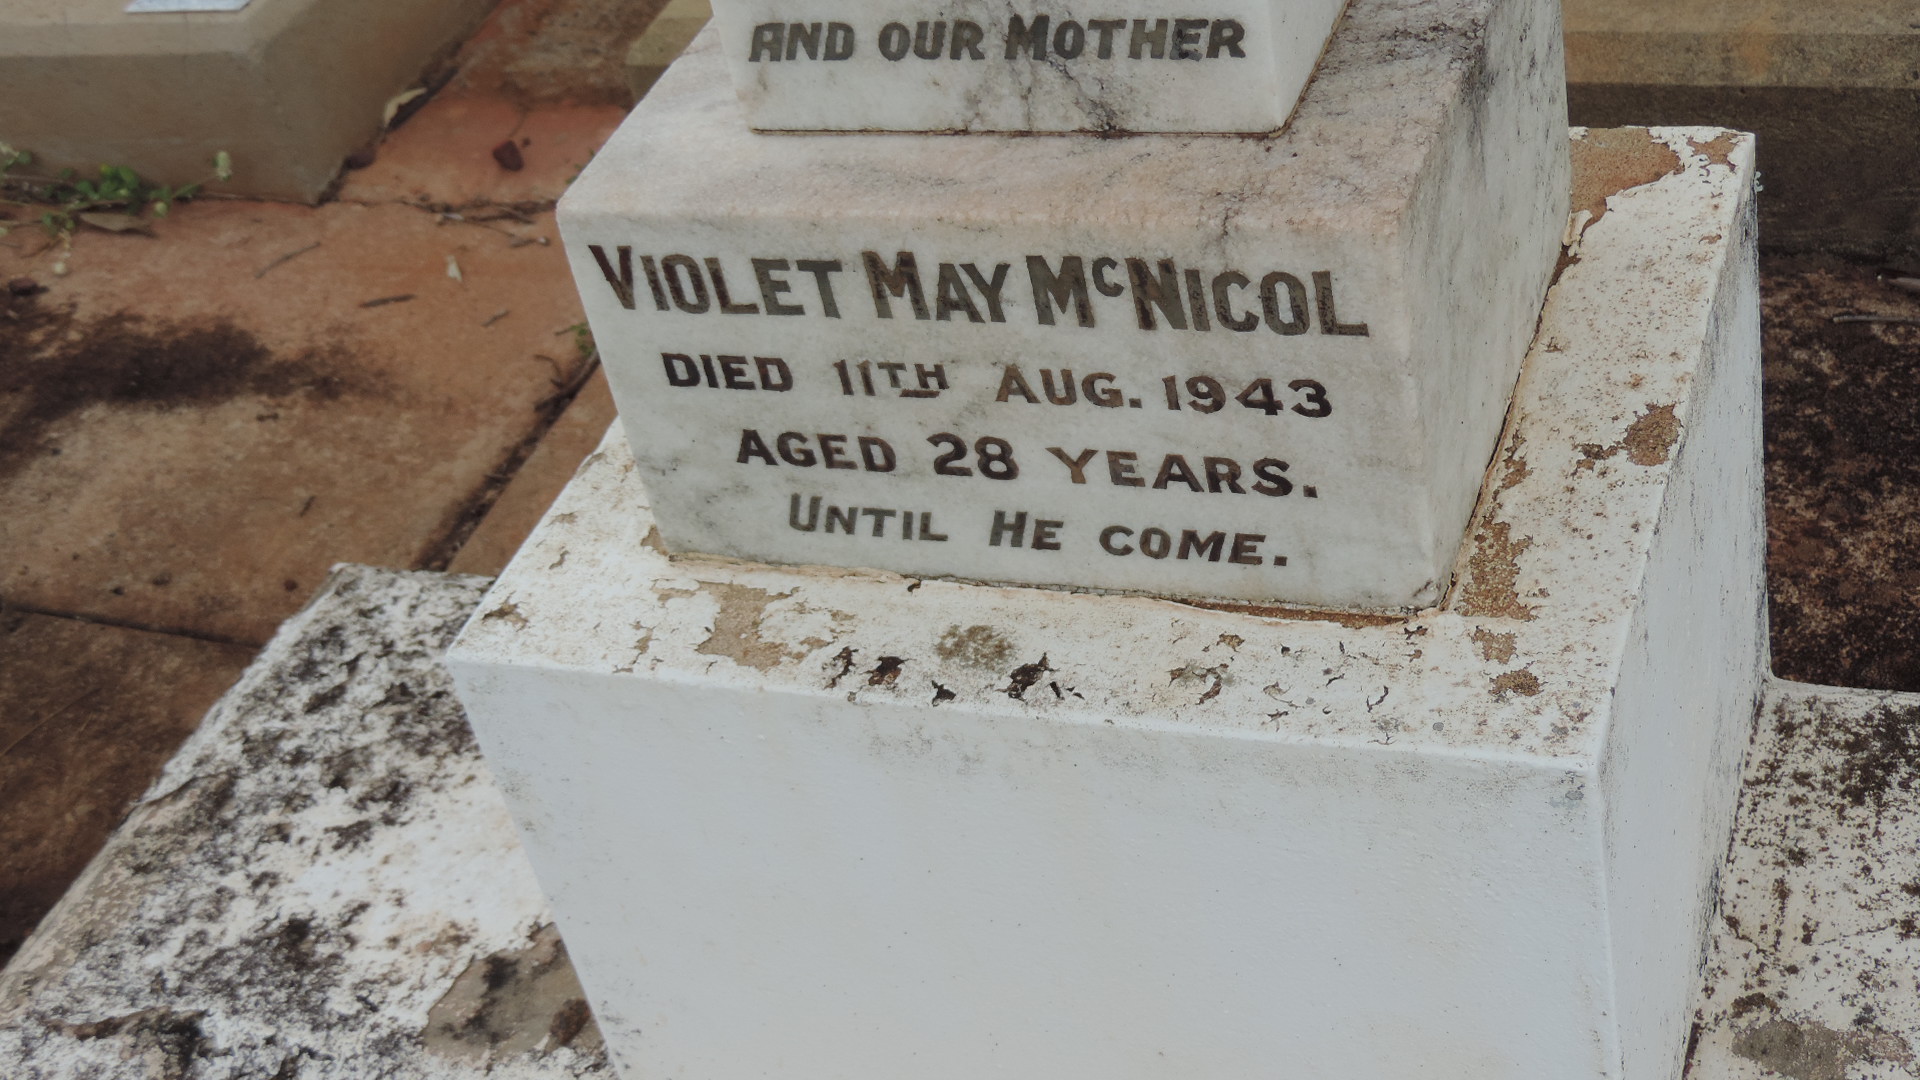 AND OUR MOTHER
VIOLET MAY MCNICOL
DIED 11TH AUG. 1943
AGED 28 YEARS.
UNTIL HE COME.